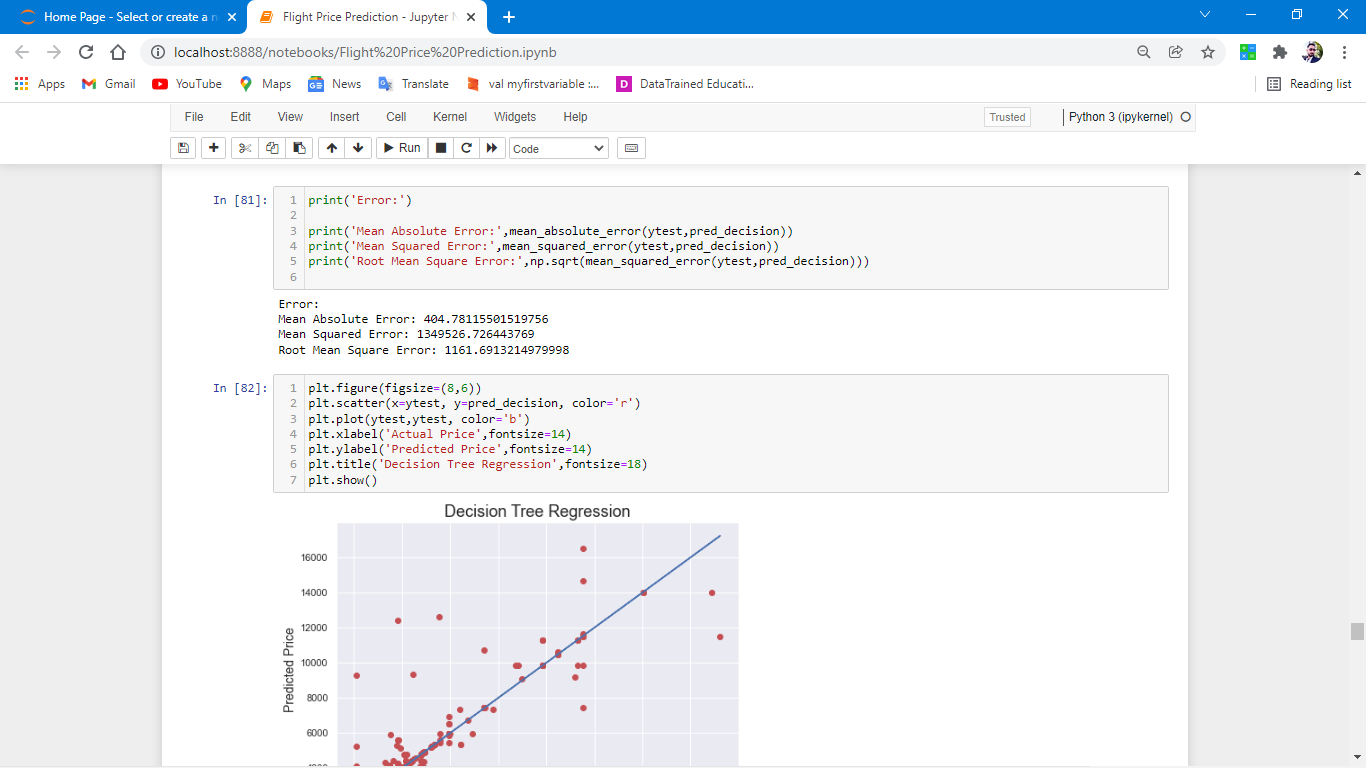 Home Page - Select or create a n
Flight Price Prediction - Jupyter N
localhost:8888/notebooks/Flight%20Price%20Prediction.ipynb
Apps
Gmail
YouTube
Maps
News
Translate
val myfirstvariable :...
D
DataTrained Educati...
Reading list
File
Edit
View
Insert
Cell
Kernel
Widgets
Help
Trusted
Python 3 (ipykernel)
Run
Code
In [81]:
1 print('Error:')
2
3 print('Mean Absolute Error:',mean_absolute_error(ytest,pred_decision))
4 print('Mean Squared Error:',mean_squared_error(ytest,pred_decision))
5 print('Root Mean Square Error:',np.sqrt(mean_squared_error(ytest,pred_decision)))
6
Error:
Mean Absolute Error: 404.78115501519756
Mean Squared Error: 1349526.726443769
Root Mean Square Error: 1161.6913214979998
In [82]:
1 plt.figure(figsize=(8,6))
2 plt.scatter(x=ytest, y=pred_decision, color='r')
3 plt.plot(ytest,ytest, color='b')
4 plt.xlabel('Actual Price',fontsize=14)
5 plt.ylabel('Predicted Price',fontsize=14)
6 plt.title('Decision Tree Regression',fontsize=18)
7 plt.show()
Decision Tree Regression
Predicted Price
16000
14000
12000
10000
8000
6000